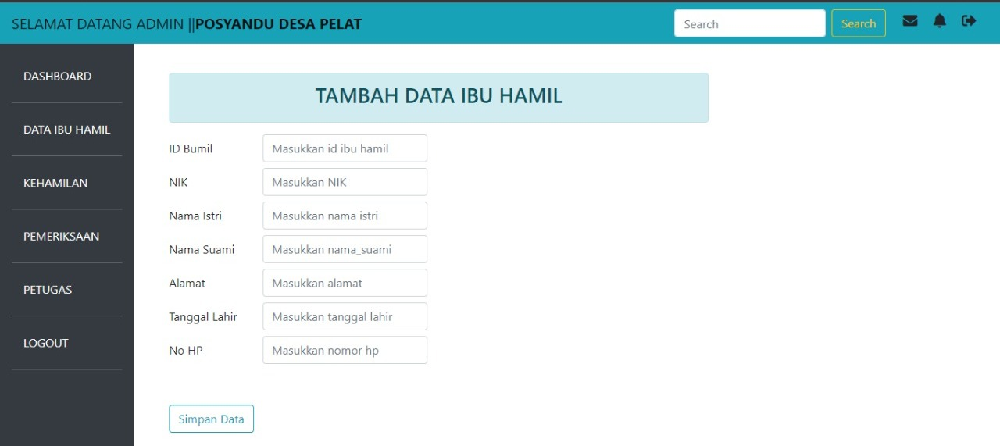 SELAMAT DATANG ADMIN ||POSYANDU DESA PELAT
Search
Search
DASHBOARD
DATA IBU HAMIL
KEHAMILAN
PEMERIKSAAN
PETUGAS
LOGOUT
TAMBAH DATA IBU HAMIL
ID Bumil Masukkan id ibu hamil
NIK Masukkan NIK
Nama Istri Masukkan nama istri
Nama Suami Masukkan nama_suami
Alamat Masukkan alamat
Tanggal Lahir Masukkan tanggal lahir
No HP Masukkan nomor hp
Simpan Data